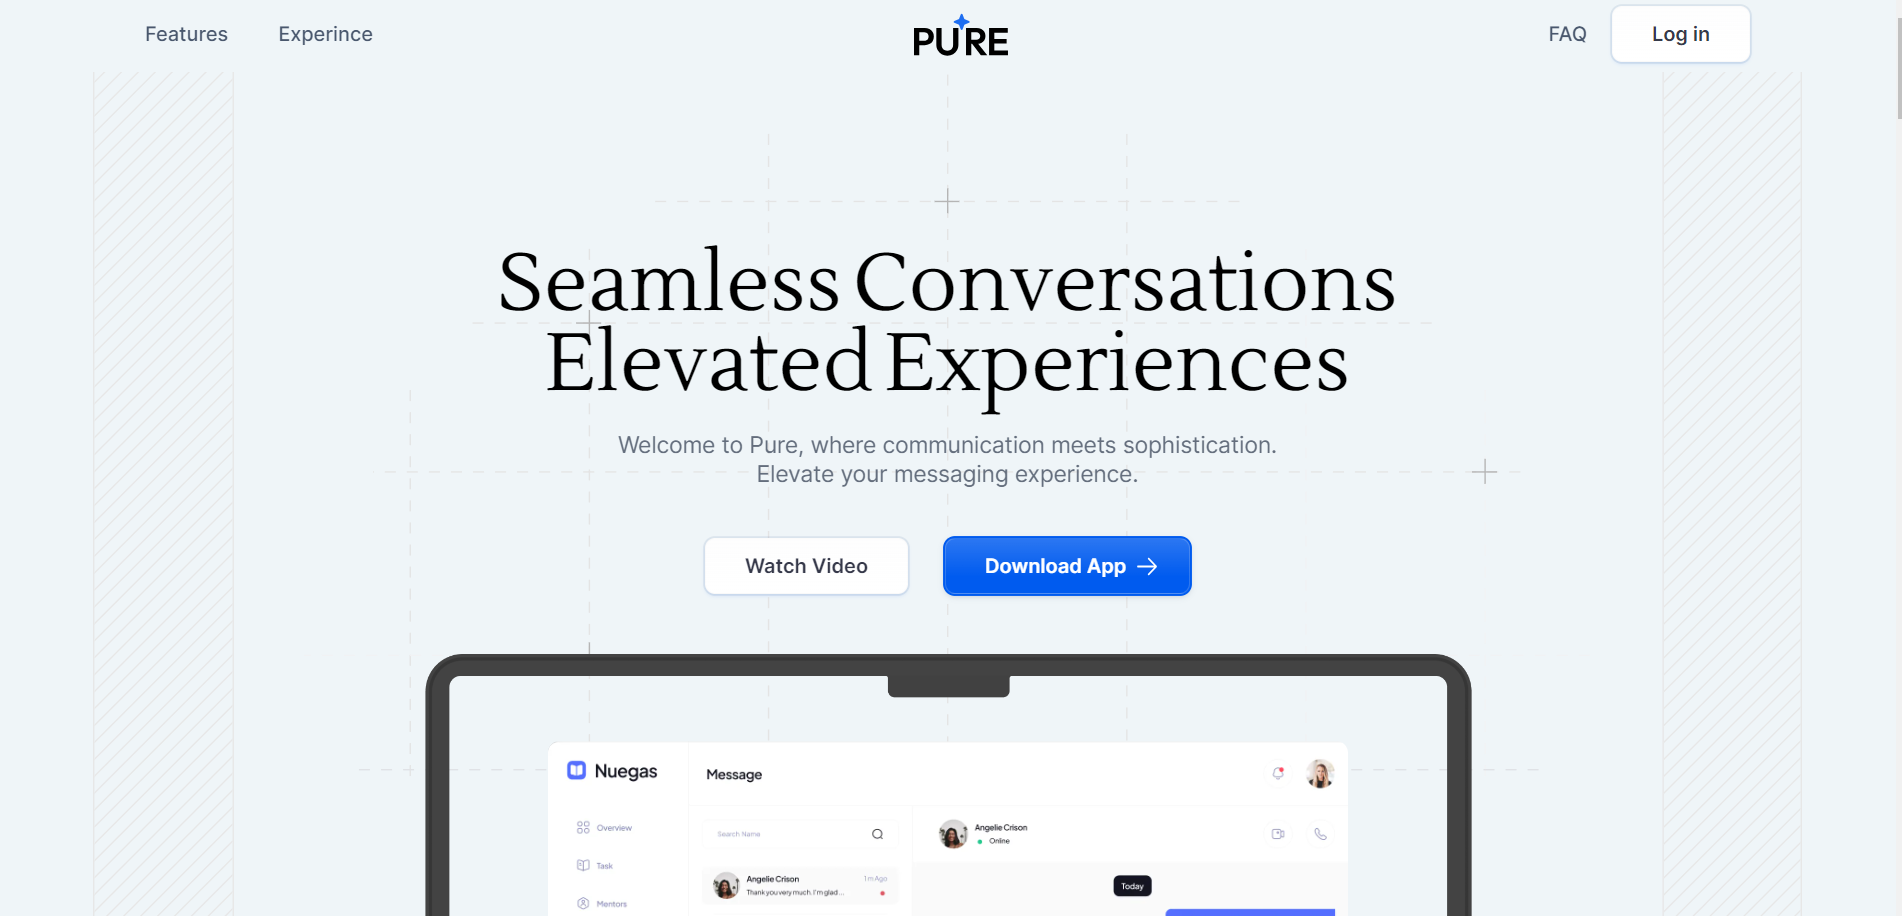 Features
Experince
PURE
FAQ
Log in
Seamless Conversations
Elevated Experiences
Welcome to Pure, where communication meets sophistication.
Elevate your messaging experience.
Watch Video
Download App
Nuegas
Message
Overview
Search Name
Angelie Crison
Online
Task
Angelie Crison
1 m Ago
Thank you very much. I'm glad...
Today
Mentors